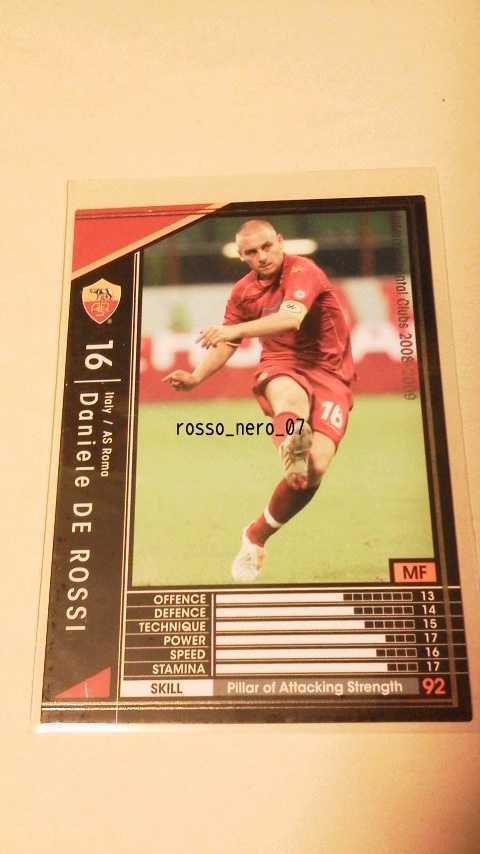 ntal Clubs 2008-2009
16
Italy / AS Roma
Daniele DE ROSSI
16
rosso_nero_07
MF
OFFENCE 13
DEFENCE 14
TECHNIQUE 15
POWER 17
SPEED 16
STAMINA 17
SKILL Pillar of Attacking Strength 92